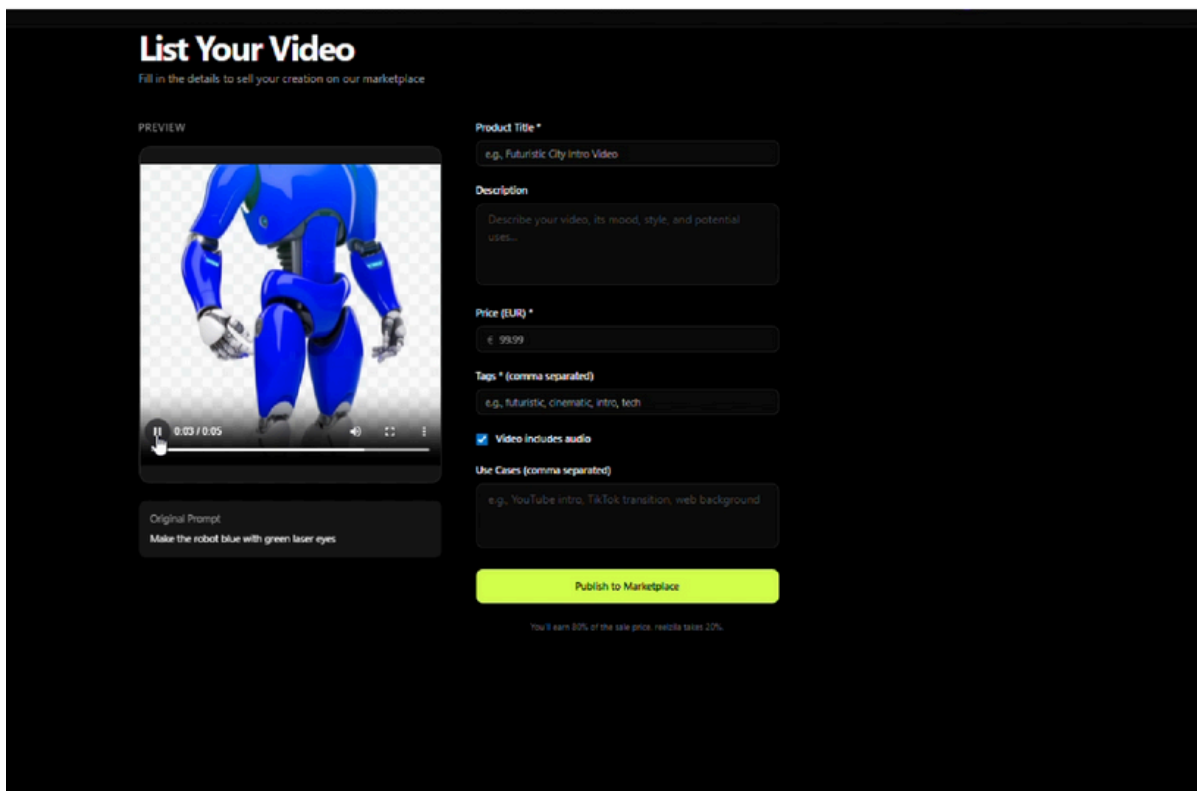 List Your Video
Fill in the details to sell your creation on our marketplace
PREVIEW
0:03 / 0:05
Original Prompt
Make the robot blue with green laser eyes
Product Title *
e.g., Futuristic City Intro Video
Description
Describe your video, its mood, style, and potential
uses...
Price (EUR) *
€ 99.99
Tags * (comma separated)
e.g., futuristic, cinematic, intro, tech
Video includes audio
Use Cases (comma separated)
e.g., YouTube intro, TikTok transition, web background
Publish to Marketplace
You'll earn 80% of the sale price. reelzila takes 20%.